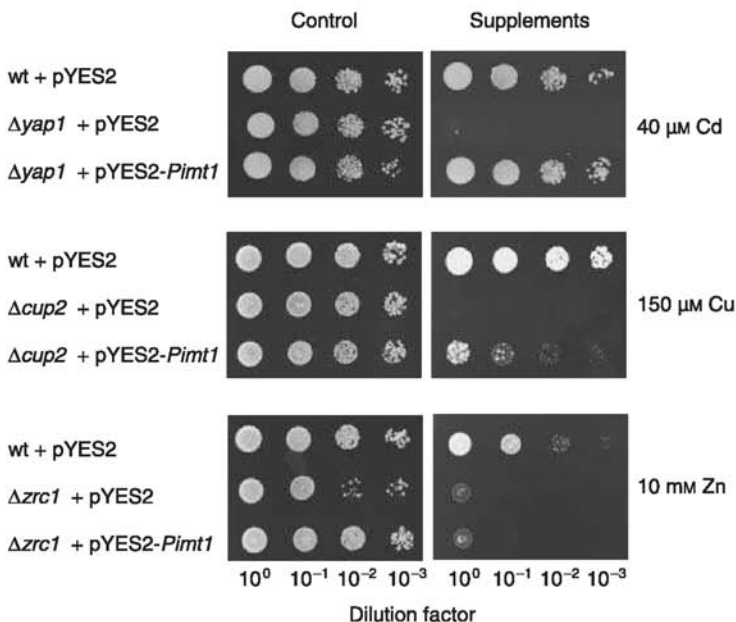 Control Supplements
wt + pYES2
Δyap1 + pYES2
Δyap1 + pYES2-Pimt1
40 μM Cd
wt + pYES2
Δcup2 + pYES2
Δcup2 + pYES2-Pimt1
150 μM Cu
wt + pYES2
Δzrc1 + pYES2
Δzrc1 + pYES2-Pimt1
10 mM Zn
10⁰ 10⁻¹ 10⁻² 10⁻³ 10⁰ 10⁻¹ 10⁻² 10⁻³
Dilution factor